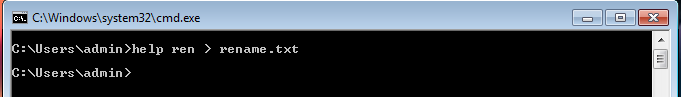 C:\Windows\system32\cmd.exe
C:\Users\admin>help ren > rename.txt
C:\Users\admin>